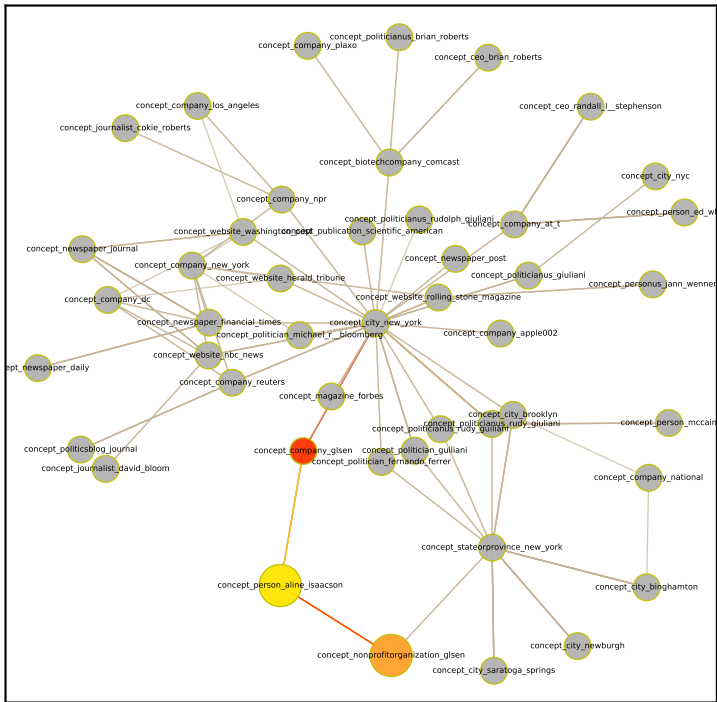 concept_politicianus_brian_roberts
concept_company_plaxo
concept_ceo_brian_roberts
concept_company_los_angeles
concept_ceo_randall_l__stephenson
concept_journalist_cokie_roberts
concept_biotechcompany_comcast
concept_city_nyc
concept_company_npr
concept_person_ed_wh
concept_politicianus_rudolph_giuliani
concept_company_at_t
concept_website_washington_post
concept_publication_scientific_american
concept_newspaper_journal
concept_newspaper_post
concept_company_new_york
concept_politicianus_giuliani
concept_website_herald_tribune
concept_personus_jann_wenner
concept_company_dc
concept_website_rolling_stone_magazine
concept_newspaper_financial_times
concept_city_new_york
concept_politician_michael_r__bloomberg
concept_company_apple002
concept_website_nbc_news
ept_newspaper_daily
concept_company_reuters
concept_magazine_forbes
concept_city_brooklyn
concept_politicianus_rudy_giuliani
concept_politicianus_rudy_guiliani
concept_person_mccain
concept_politicsblog_journal
concept_company_glsen
concept_politician_guliani
concept_politician_fernando_ferrer
concept_journalist_david_bloom
concept_company_national
concept_stateorprovince_new_york
concept_person_aline_isaacson
concept_city_binghamton
concept_city_newburgh
concept_nonprofitorganization_glsen
concept_city_saratoga_springs